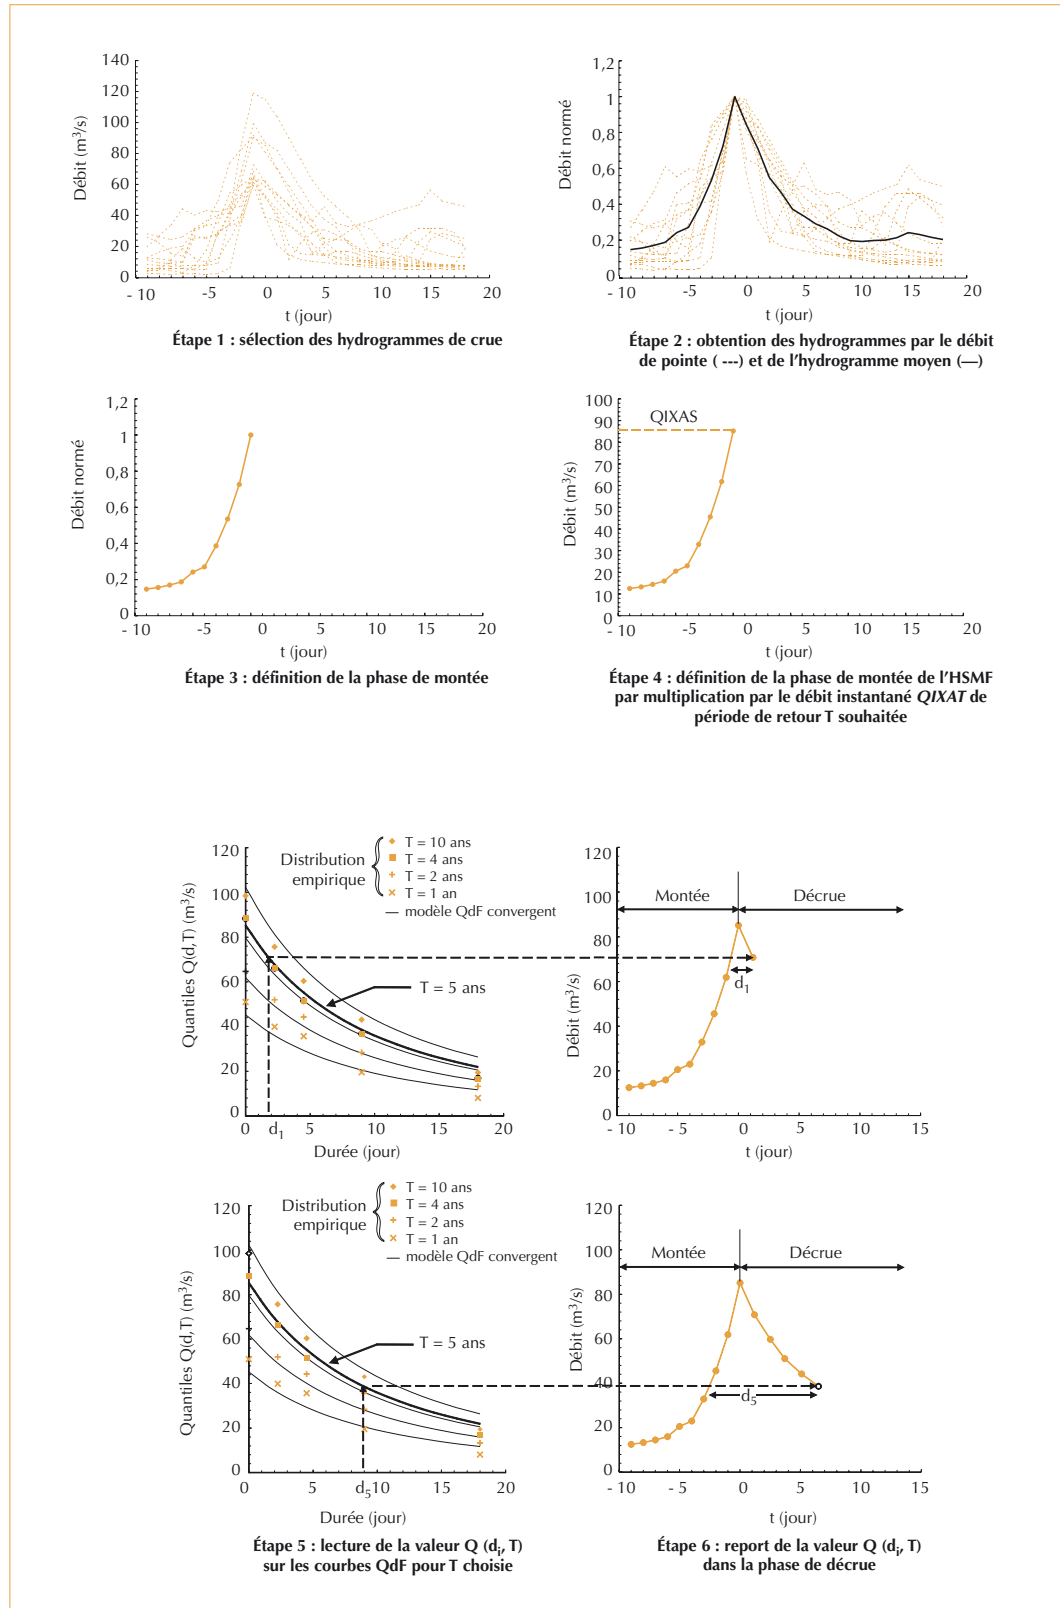 140
120
100
80
60
40
20
0
Débit (m³/s)
- 10 -5 0 5 10 15 20
t (jour)
Étape 1 : sélection des hydrogrammes de crue
1,2
1
0,8
0,6
0,4
0,2
0
Débit normé
- 10 -5 0 5 10 15 20
t (jour)
Étape 2 : obtention des hydrogrammes par le débit
de pointe ( ---) et de l'hydrogramme moyen (—)
1,2
1
0,8
0,6
0,4
0,2
0
Débit normé
- 10 -5 0 5 10 15 20
t (jour)
Étape 3 : définition de la phase de montée
100
90
80
70
60
50
40
30
20
10
0
Débit (m³/s)
QIXAS
- 10 -5 0 5 10 15 20
t (jour)
Étape 4 : définition de la phase de montée de l'HSMF
par multiplication par le débit instantané QIXAT de
période de retour T souhaitée
120
100
80
60
40
20
0
Quantiles Q(d,T) (m³/s)
Distribution
empirique
T = 10 ans
T = 4 ans
T = 2 ans
T = 1 an
— modèle QdF convergent
T = 5 ans
0 d₁ 5 10 15 20
Durée (jour)
120
100
80
60
40
20
0
Débit (m³/s)
Montée Décrue
d₁
- 10 - 5 0 5 10 15
t (jour)
120
100
80
60
40
20
0
Quantiles Q(d,T) (m³/s)
Distribution
empirique
T = 10 ans
T = 4 ans
T = 2 ans
T = 1 an
— modèle QdF convergent
T = 5 ans
0 5 d₅ 10 15 20
Durée (jour)
Étape 5 : lecture de la valeur Q (dᵢ, T)
sur les courbes QdF pour T choisie
120
100
80
60
40
20
0
Débit (m³/s)
Montée Décrue
d₅
- 10 - 5 0 5 10 15
t (jour)
Étape 6 : report de la valeur Q (dᵢ, T)
dans la phase de décrue